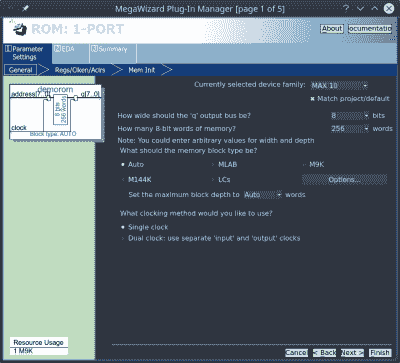 MegaWizard Plug-In Manager [page 1 of 5]
ROM: 1-PORT
About
ocumentatio
1 Parameter Settings
2 EDA
3 Summary
General
Regs/Clken/Aclrs
Mem Init
demorom
address[7..0]
q[7..0]
8 bits
256 words
clock
Block type: AUTO
Currently selected device family:
MAX 10
Match project/default
How wide should the 'q' output bus be?
8
bits
How many 8-bit words of memory?
256
words
Note: You could enter arbitrary values for width and depth
What should the memory block type be?
Auto
MLAB
M9K
M144K
LCs
Options...
Set the maximum block depth to
Auto
words
What clocking method would you like to use?
Single clock
Dual clock: use separate 'input' and 'output' clocks
Resource Usage
1 M9K
Cancel
< Back
Next >
Finish